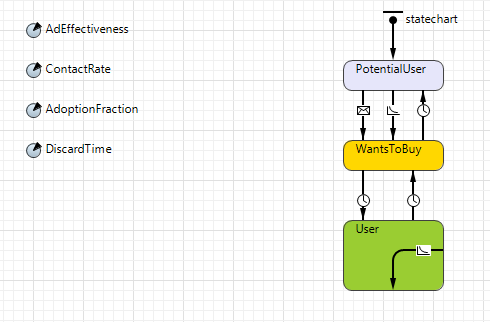 AdEffectiveness
ContactRate
AdoptionFraction
DiscardTime
statechart
PotentialUser
WantsToBuy
User